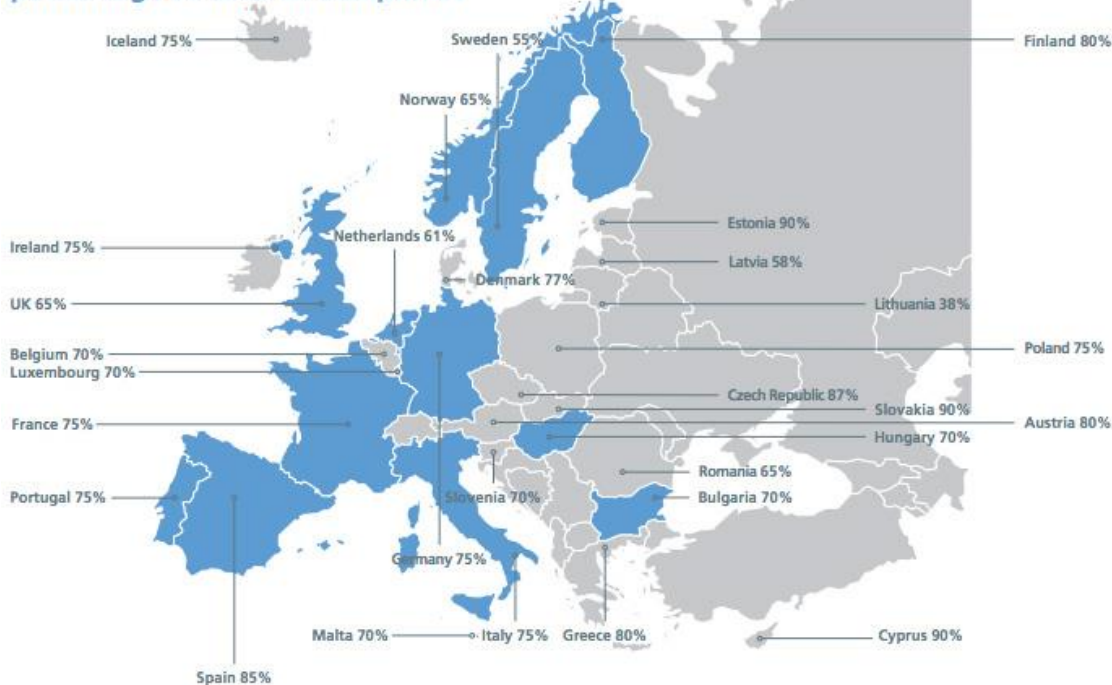 Iceland 75%
Sweden 55%
Finland 80%
Norway 65%
Estonia 90%
Netherlands 61%
Ireland 75%
Latvia 58%
Denmark 77%
UK 65%
Lithuania 38%
Belgium 70%
Poland 75%
Luxembourg 70%
Czech Republic 87%
Slovakia 90%
France 75%
Austria 80%
Hungary 70%
Romania 65%
Portugal 75%
Slovenia 70%
Bulgaria 70%
Germany 75%
Malta 70%
Italy 75%
Greece 80%
Cyprus 90%
Spain 85%